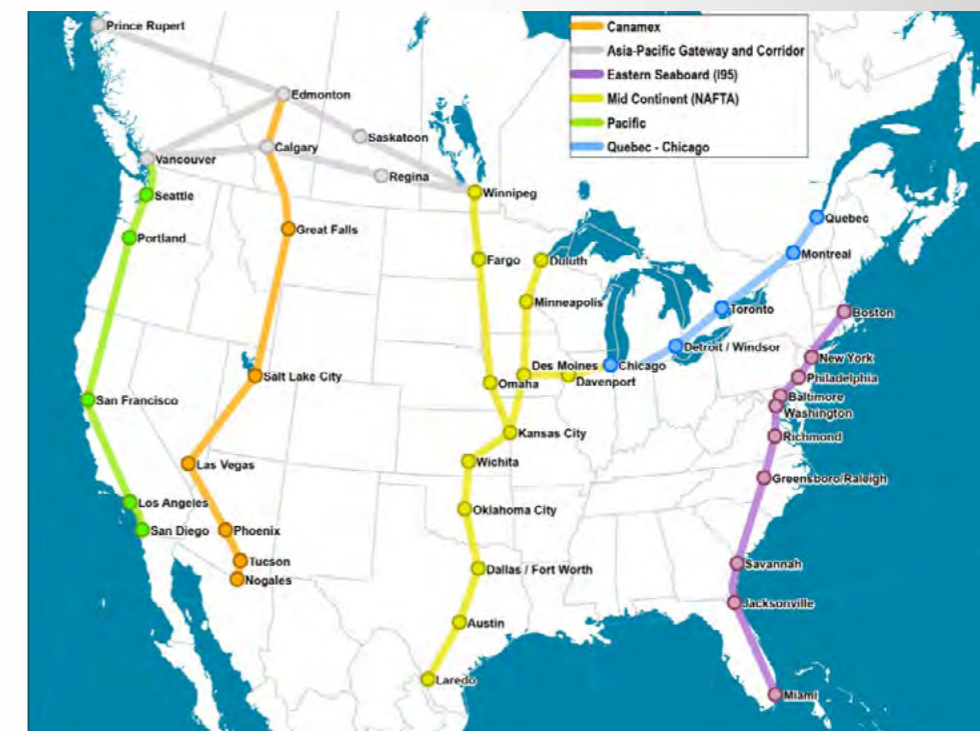 Canamex
Asia-Pacific Gateway and Corridor
Eastern Seaboard (I95)
Mid Continent (NAFTA)
Pacific
Quebec - Chicago
Prince Rupert
Edmonton
Saskatoon
Vancouver
Calgary
Regina
Winnipeg
Seattle
Quebec
Portland
Great Falls
Fargo
Duluth
Montreal
Minneapolis
Toronto
Boston
Detroit / Windsor
New York
Salt Lake City
Omaha
Des Moines
Davenport
Chicago
Philadelphia
Baltimore
Washington
San Francisco
Kansas City
Richmond
Las Vegas
Wichita
Greensboro/Raleigh
Los Angeles
Oklahoma City
San Diego
Phoenix
Tucson
Nogales
Dallas / Fort Worth
Savannah
Jacksonville
Austin
Laredo
Miami